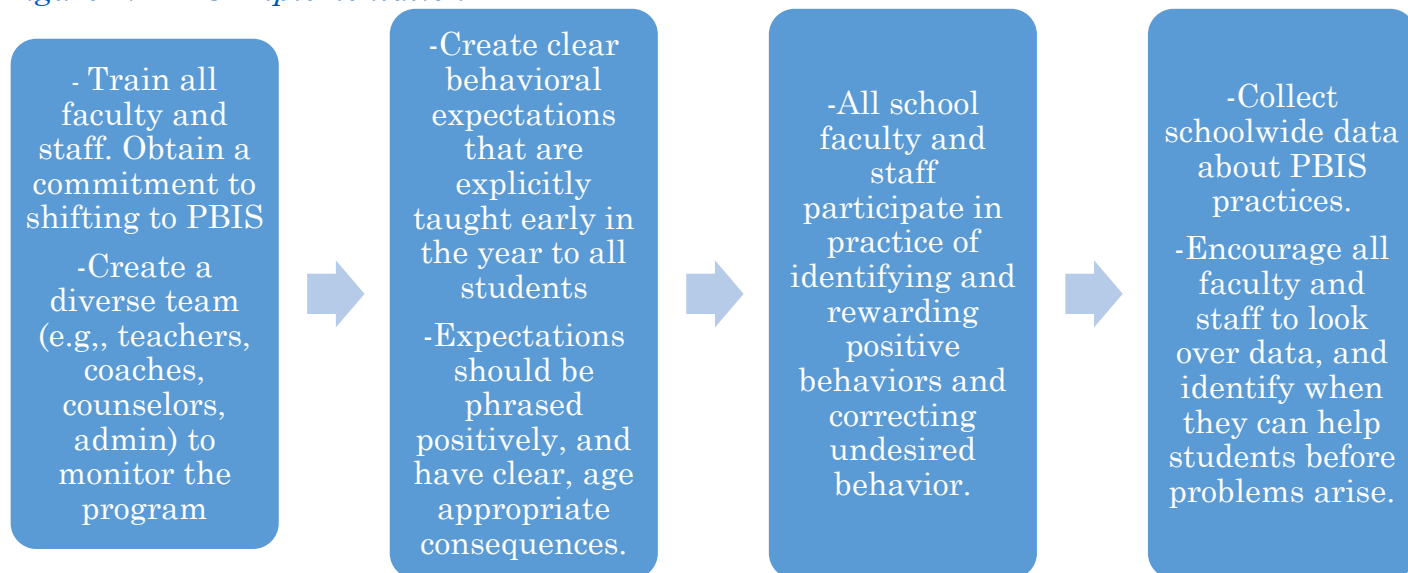 - Train all
faculty and
staff. Obtain a
commitment to
shifting to PBIS
-Create a
diverse team
(e.g,, teachers,
coaches,
counselors,
admin) to
monitor the
program
-Create clear
behavioral
expectations
that are
explicitly
taught early in
the year to all
students
-Expectations
should be
phrased
positively, and
have clear, age
appropriate
consequences.
-All school
faculty and
staff
participate in
practice of
identifying and
rewarding
positive
behaviors and
correcting
undesired
behavior.
-Collect
schoolwide data
about PBIS
practices.
-Encourage all
faculty and
staff to look
over data, and
identify when
they can help
students before
problems arise.